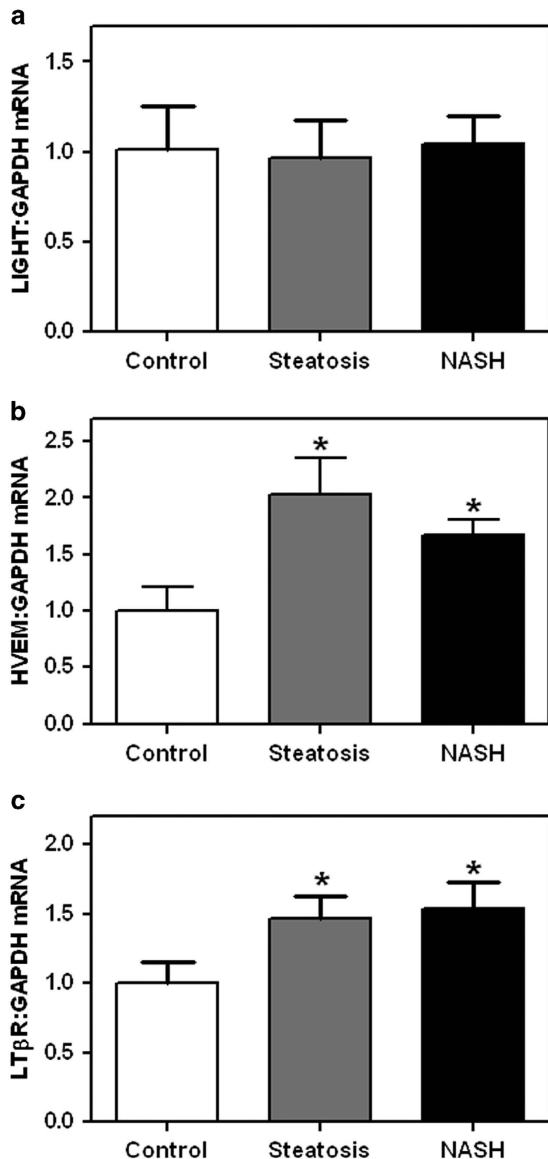 a
LIGHT:GAPDH mRNA
1.5
1.0
0.5
0.0
Control Steatosis NASH
b
HVEM:GAPDH mRNA
2.5
2.0
1.5
1.0
0.5
0.0
*
*
Control Steatosis NASH
c
LTβR:GAPDH mRNA
2.0
1.5
1.0
0.5
0.0
*
*
Control Steatosis NASH